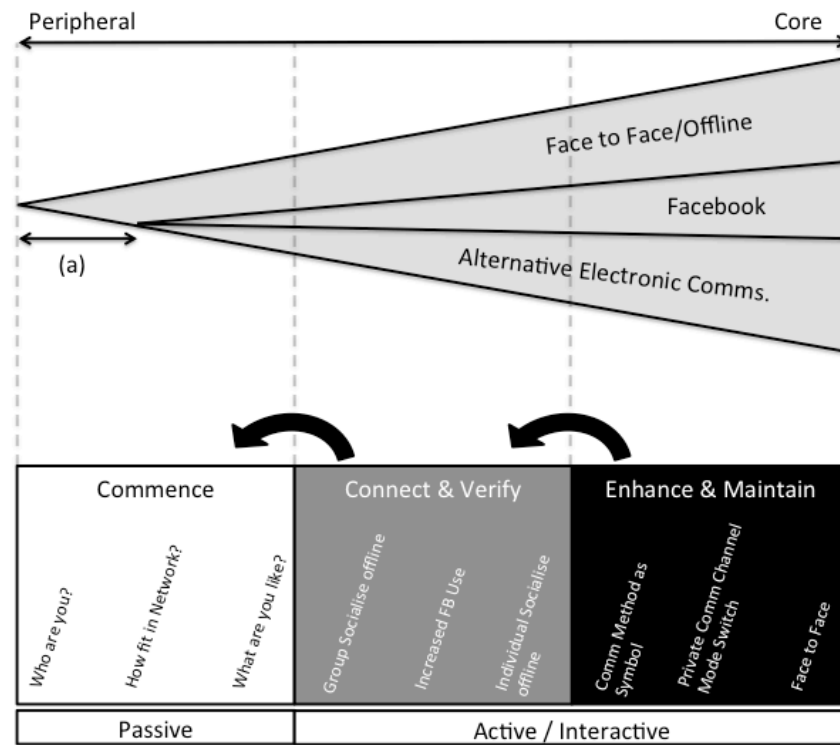 Peripheral
Core
Face to Face/Offline
Facebook
Alternative Electronic Comms.
(a)
Commence
Connect & Verify
Enhance & Maintain
Who are you?
How fit in Network?
What are you like?
Group Socialise offline
Increased FB Use
Individual Socialise
offline
Comm Method as
Symbol
Private Comm Channel
Mode Switch
Face to Face
Passive
Active / Interactive